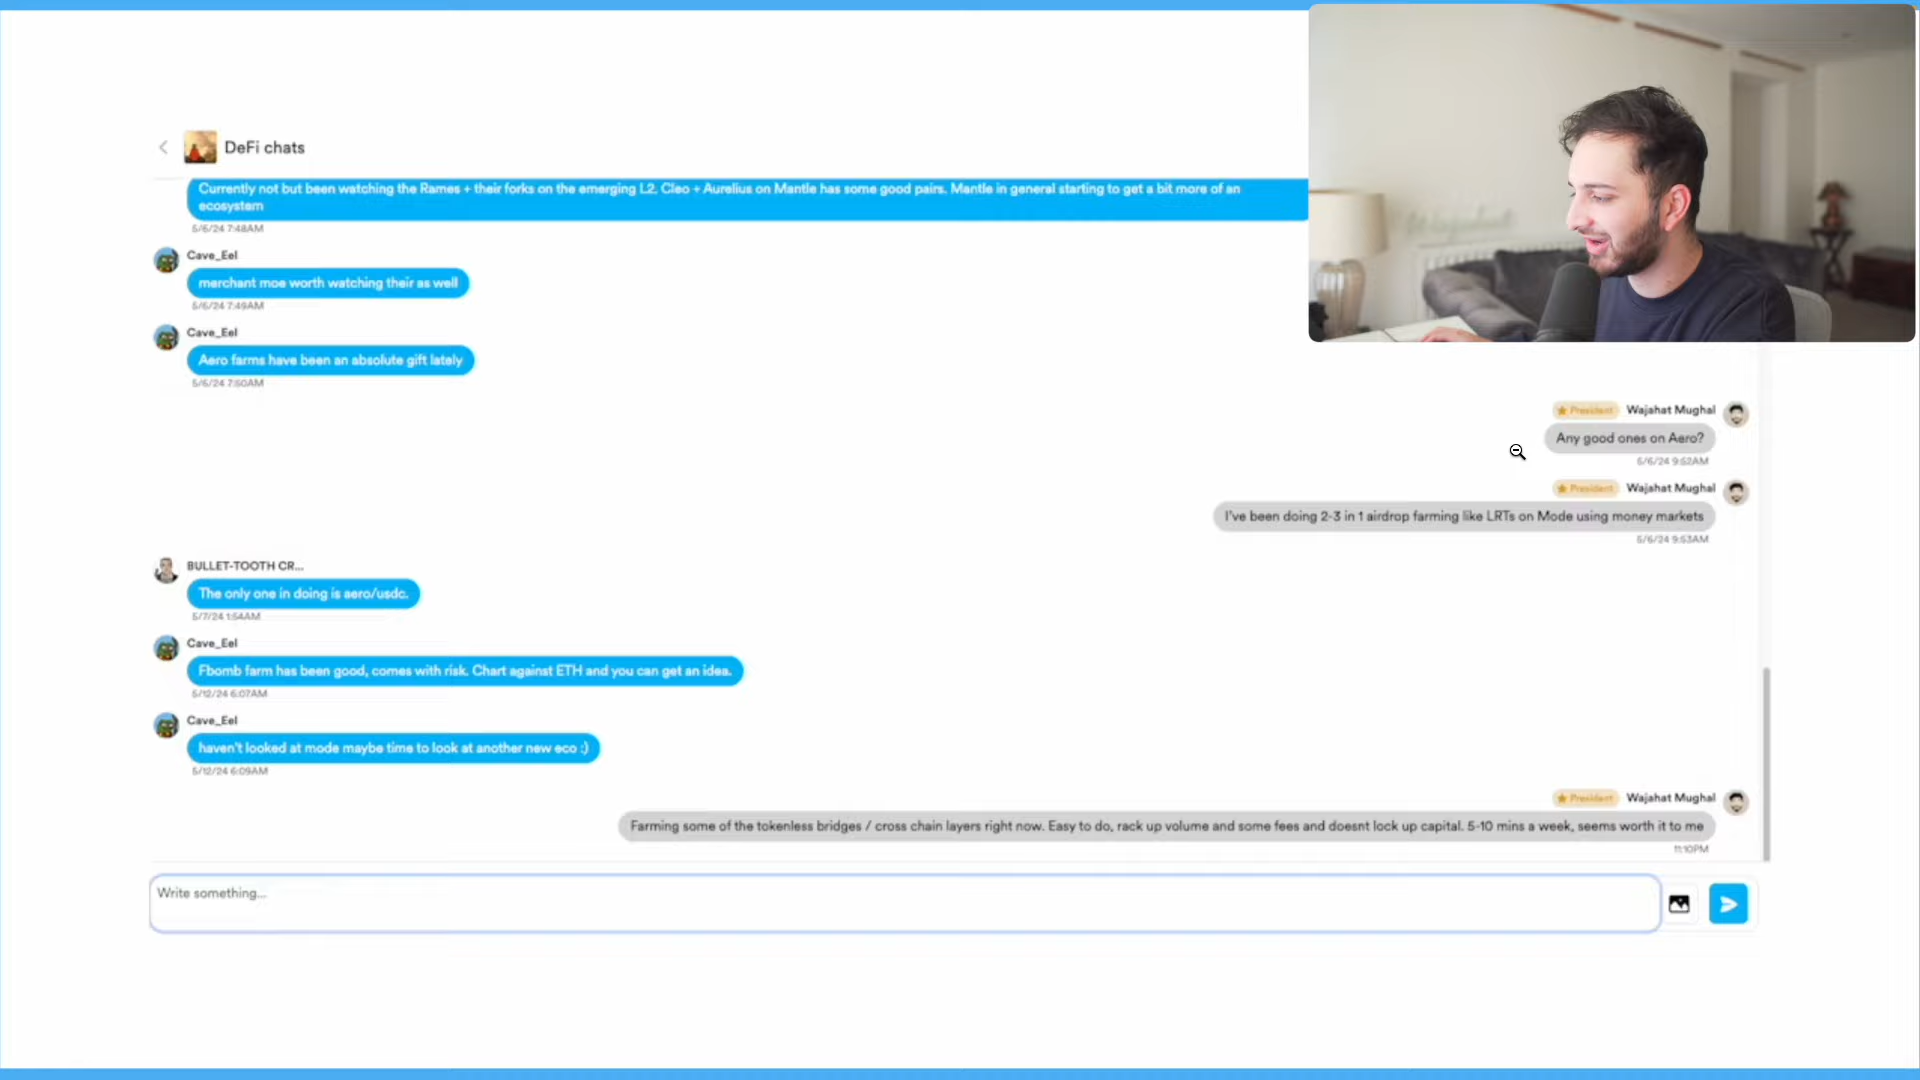 DeFi chats
Currently not but been watching the Rames + their forks on the emerging L2. Cleo + Aurelius on Mantle has some good pairs. Mantle in general starting to get a bit more of an
ecosystem
5/6/24 7:48AM
Cave_Eel
merchant moe worth watching their as well
5/6/24 7:49AM
Cave_Eel
Aero farms have been an absolute gift lately
5/6/24 7:50AM
President Wajahat Mughal
Any good ones on Aero?
5/6/24 9:52AM
President Wajahat Mughal
I've been doing 2-3 in 1 airdrop farming like LRTs on Mode using money markets
5/6/24 9:53AM
BULLET-TOOTH CR...
The only one in doing is aero/usdc.
5/7/24 1:54AM
Cave_Eel
Fbomb farm has been good, comes with risk. Chart against ETH and you can get an idea.
5/12/24 6:07AM
Cave_Eel
haven't looked at mode maybe time to look at another new eco :)
5/12/24 6:09AM
President Wajahat Mughal
Farming some of the tokenless bridges / cross chain layers right now. Easy to do, rack up volume and some fees and doesnt lock up capital. 5-10 mins a week, seems worth it to me
11:10PM
Write something...